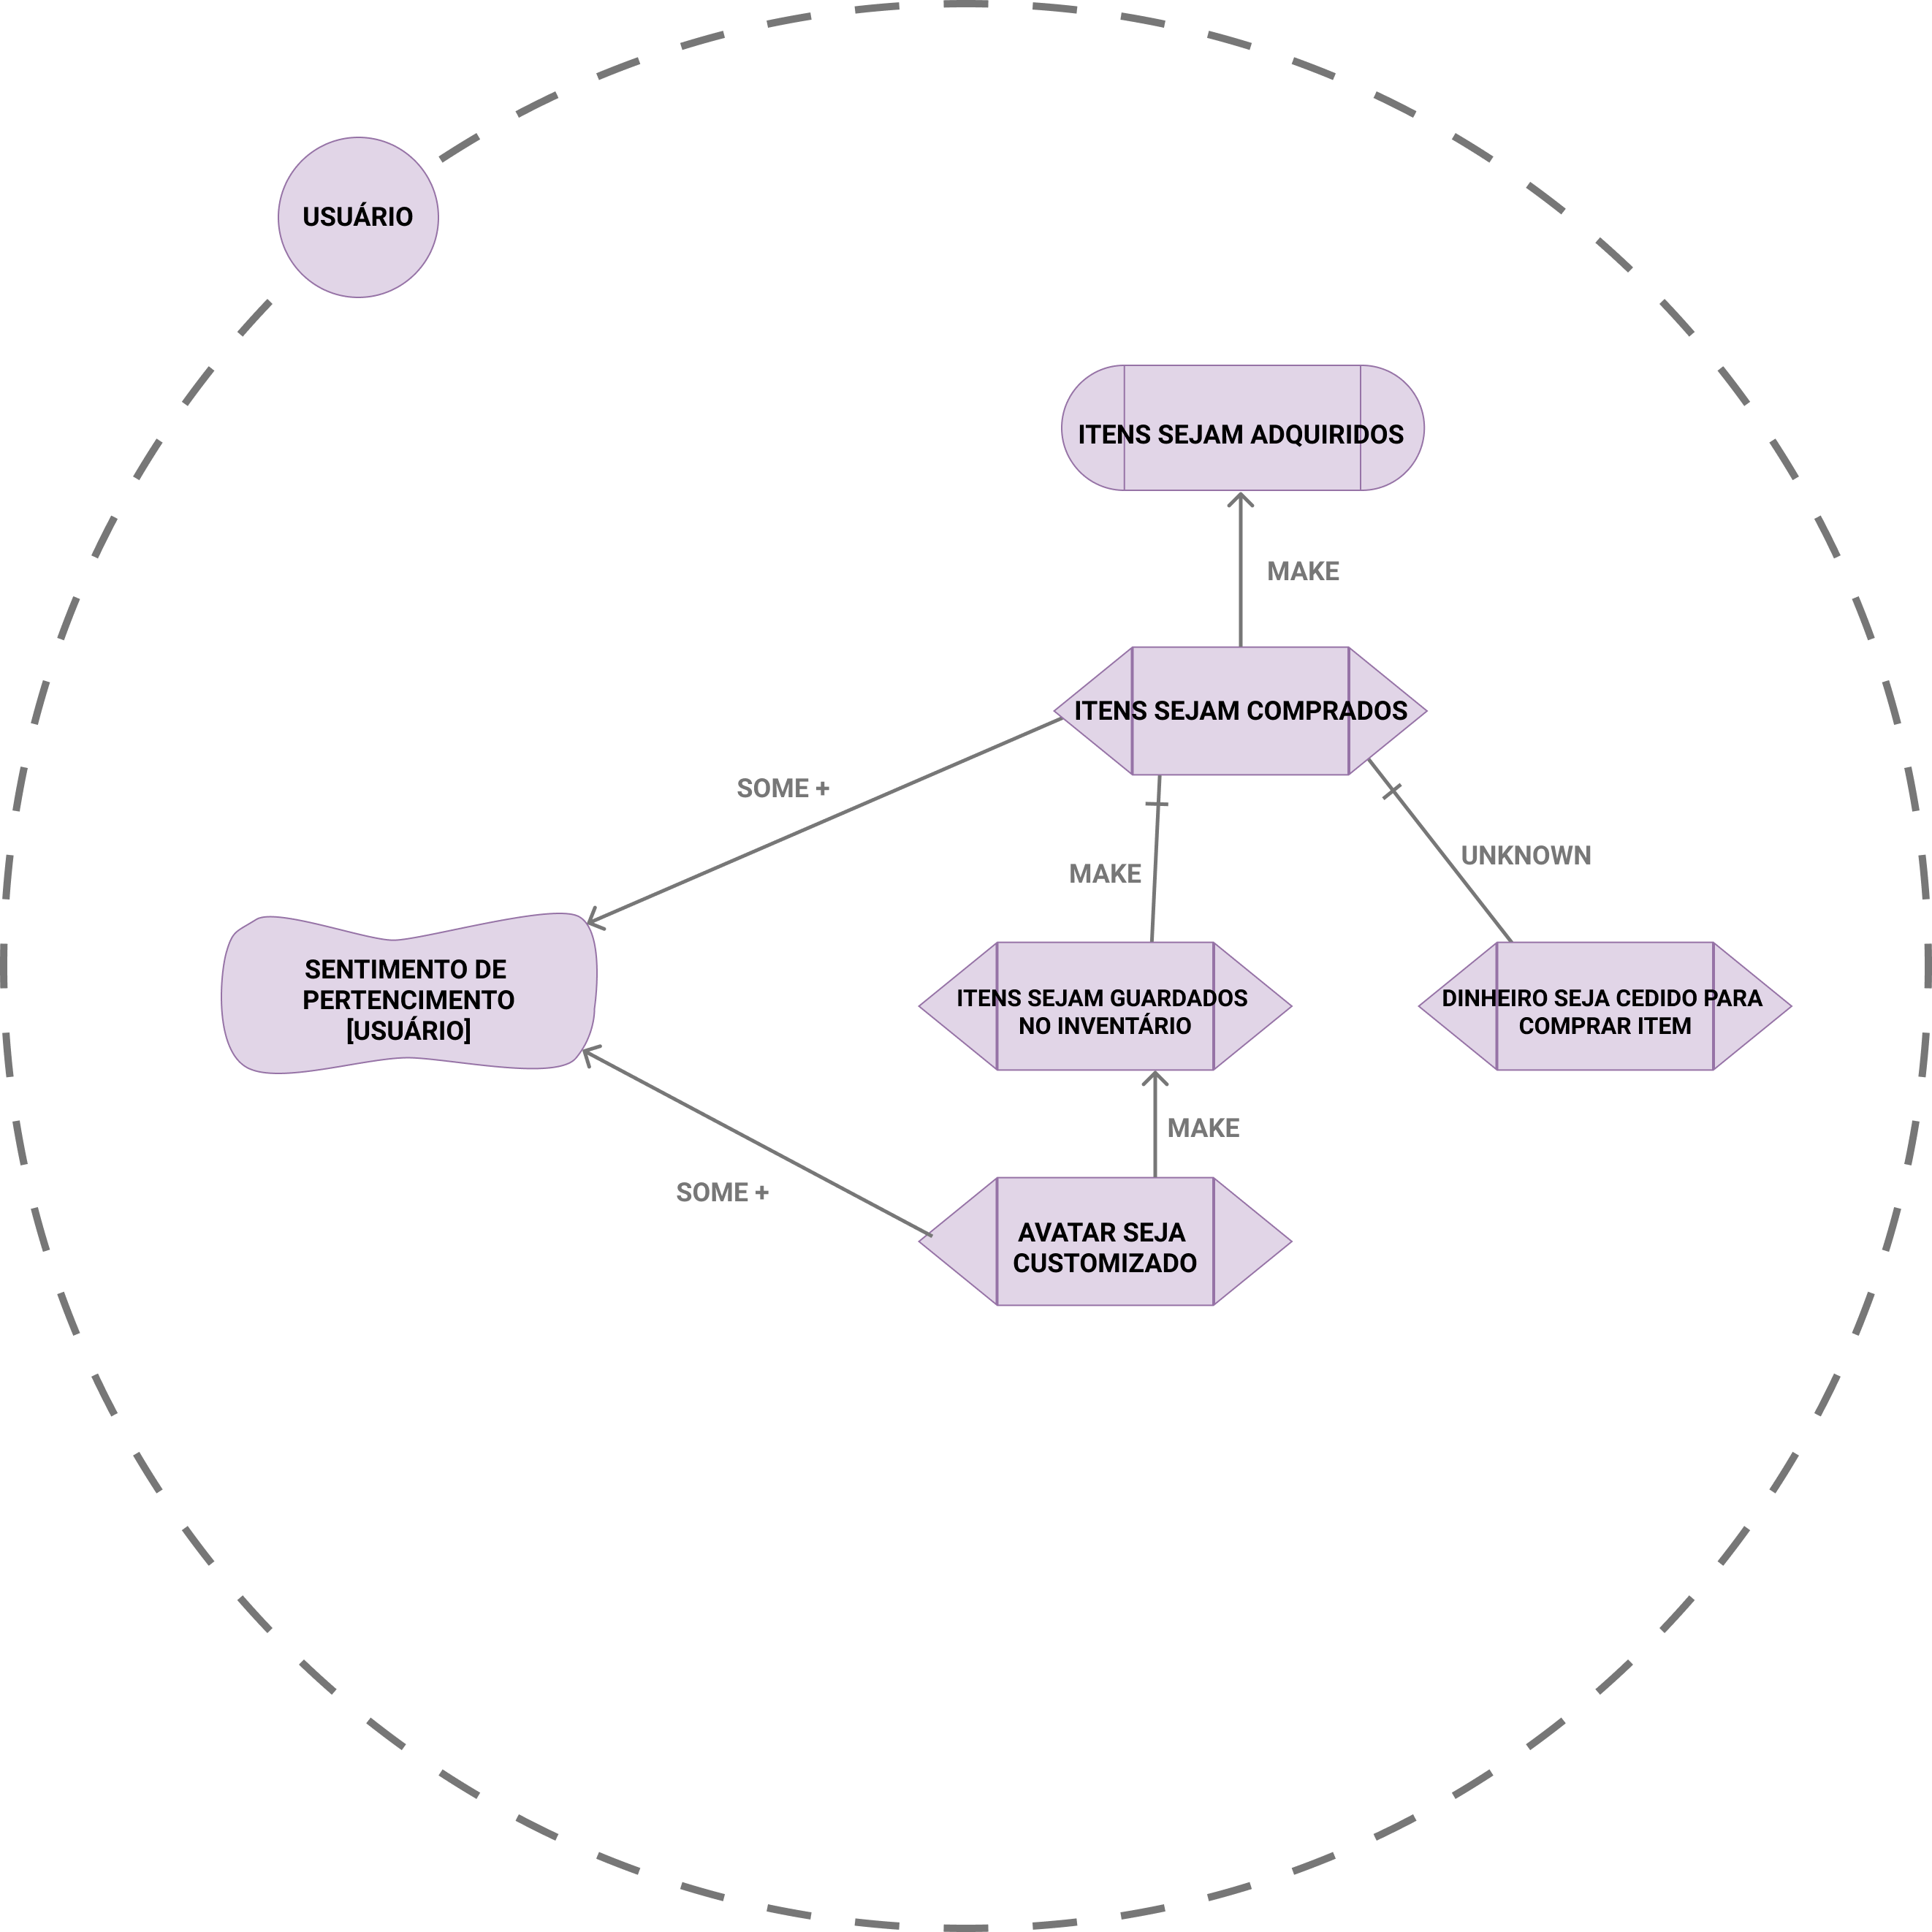 USUÁRIO
ITENS SEJAM ADQUIRIDOS
MAKE
ITENS SEJAM COMPRADOS
SOME +
MAKE
UNKNOWN
SENTIMENTO DE
PERTENCIMENTO
[USUÁRIO]
ITENS SEJAM GUARDADOS
NO INVENTÁRIO
DINHEIRO SEJA CEDIDO PARA
COMPRAR ITEM
MAKE
SOME +
AVATAR SEJA
CUSTOMIZADO